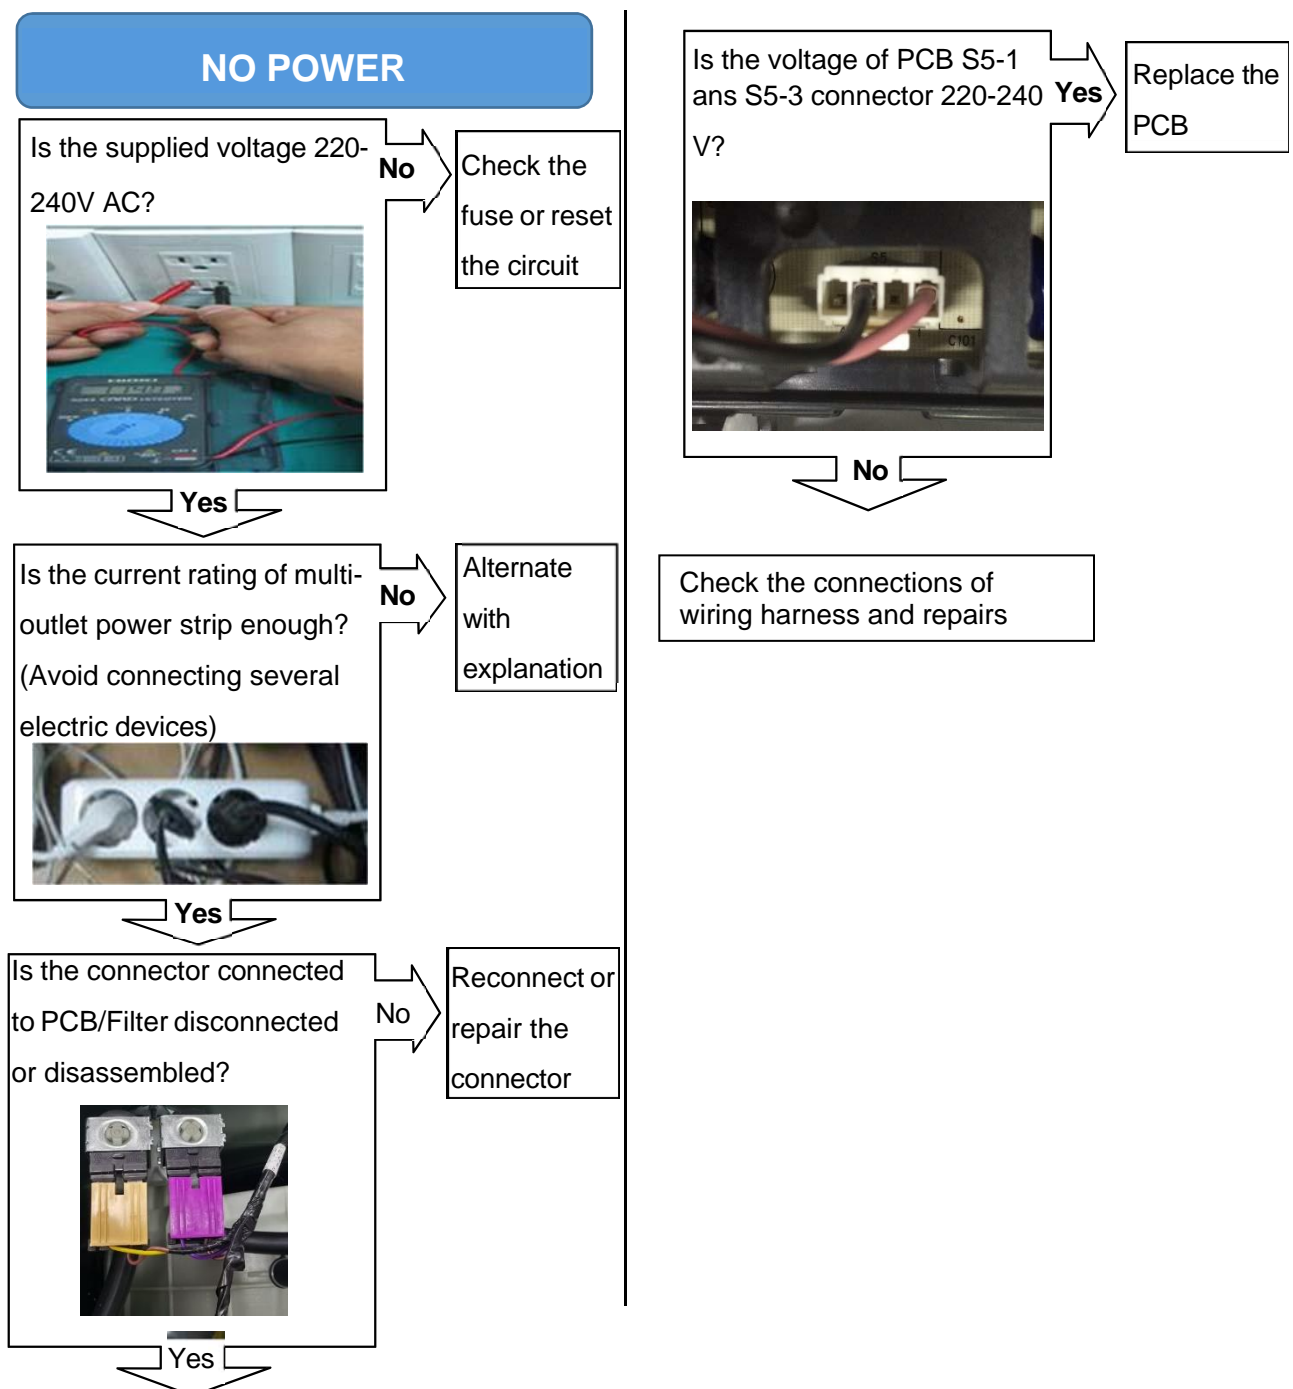 NO POWER
Is the supplied voltage 220-
240V AC?
No
Check the
fuse or reset
the circuit
Yes
Is the current rating of multi-
outlet power strip enough?
(Avoid connecting several
electric devices)
No
Alternate
with
explanation
Yes
Is the connector connected
to PCB/Filter disconnected
or disassembled?
No
Reconnect or
repair the
connector
Yes
Is the voltage of PCB S5-1
ans S5-3 connector 220-240
V?
Yes
Replace the
PCB
S5
C101
No
Check the connections of
wiring harness and repairs